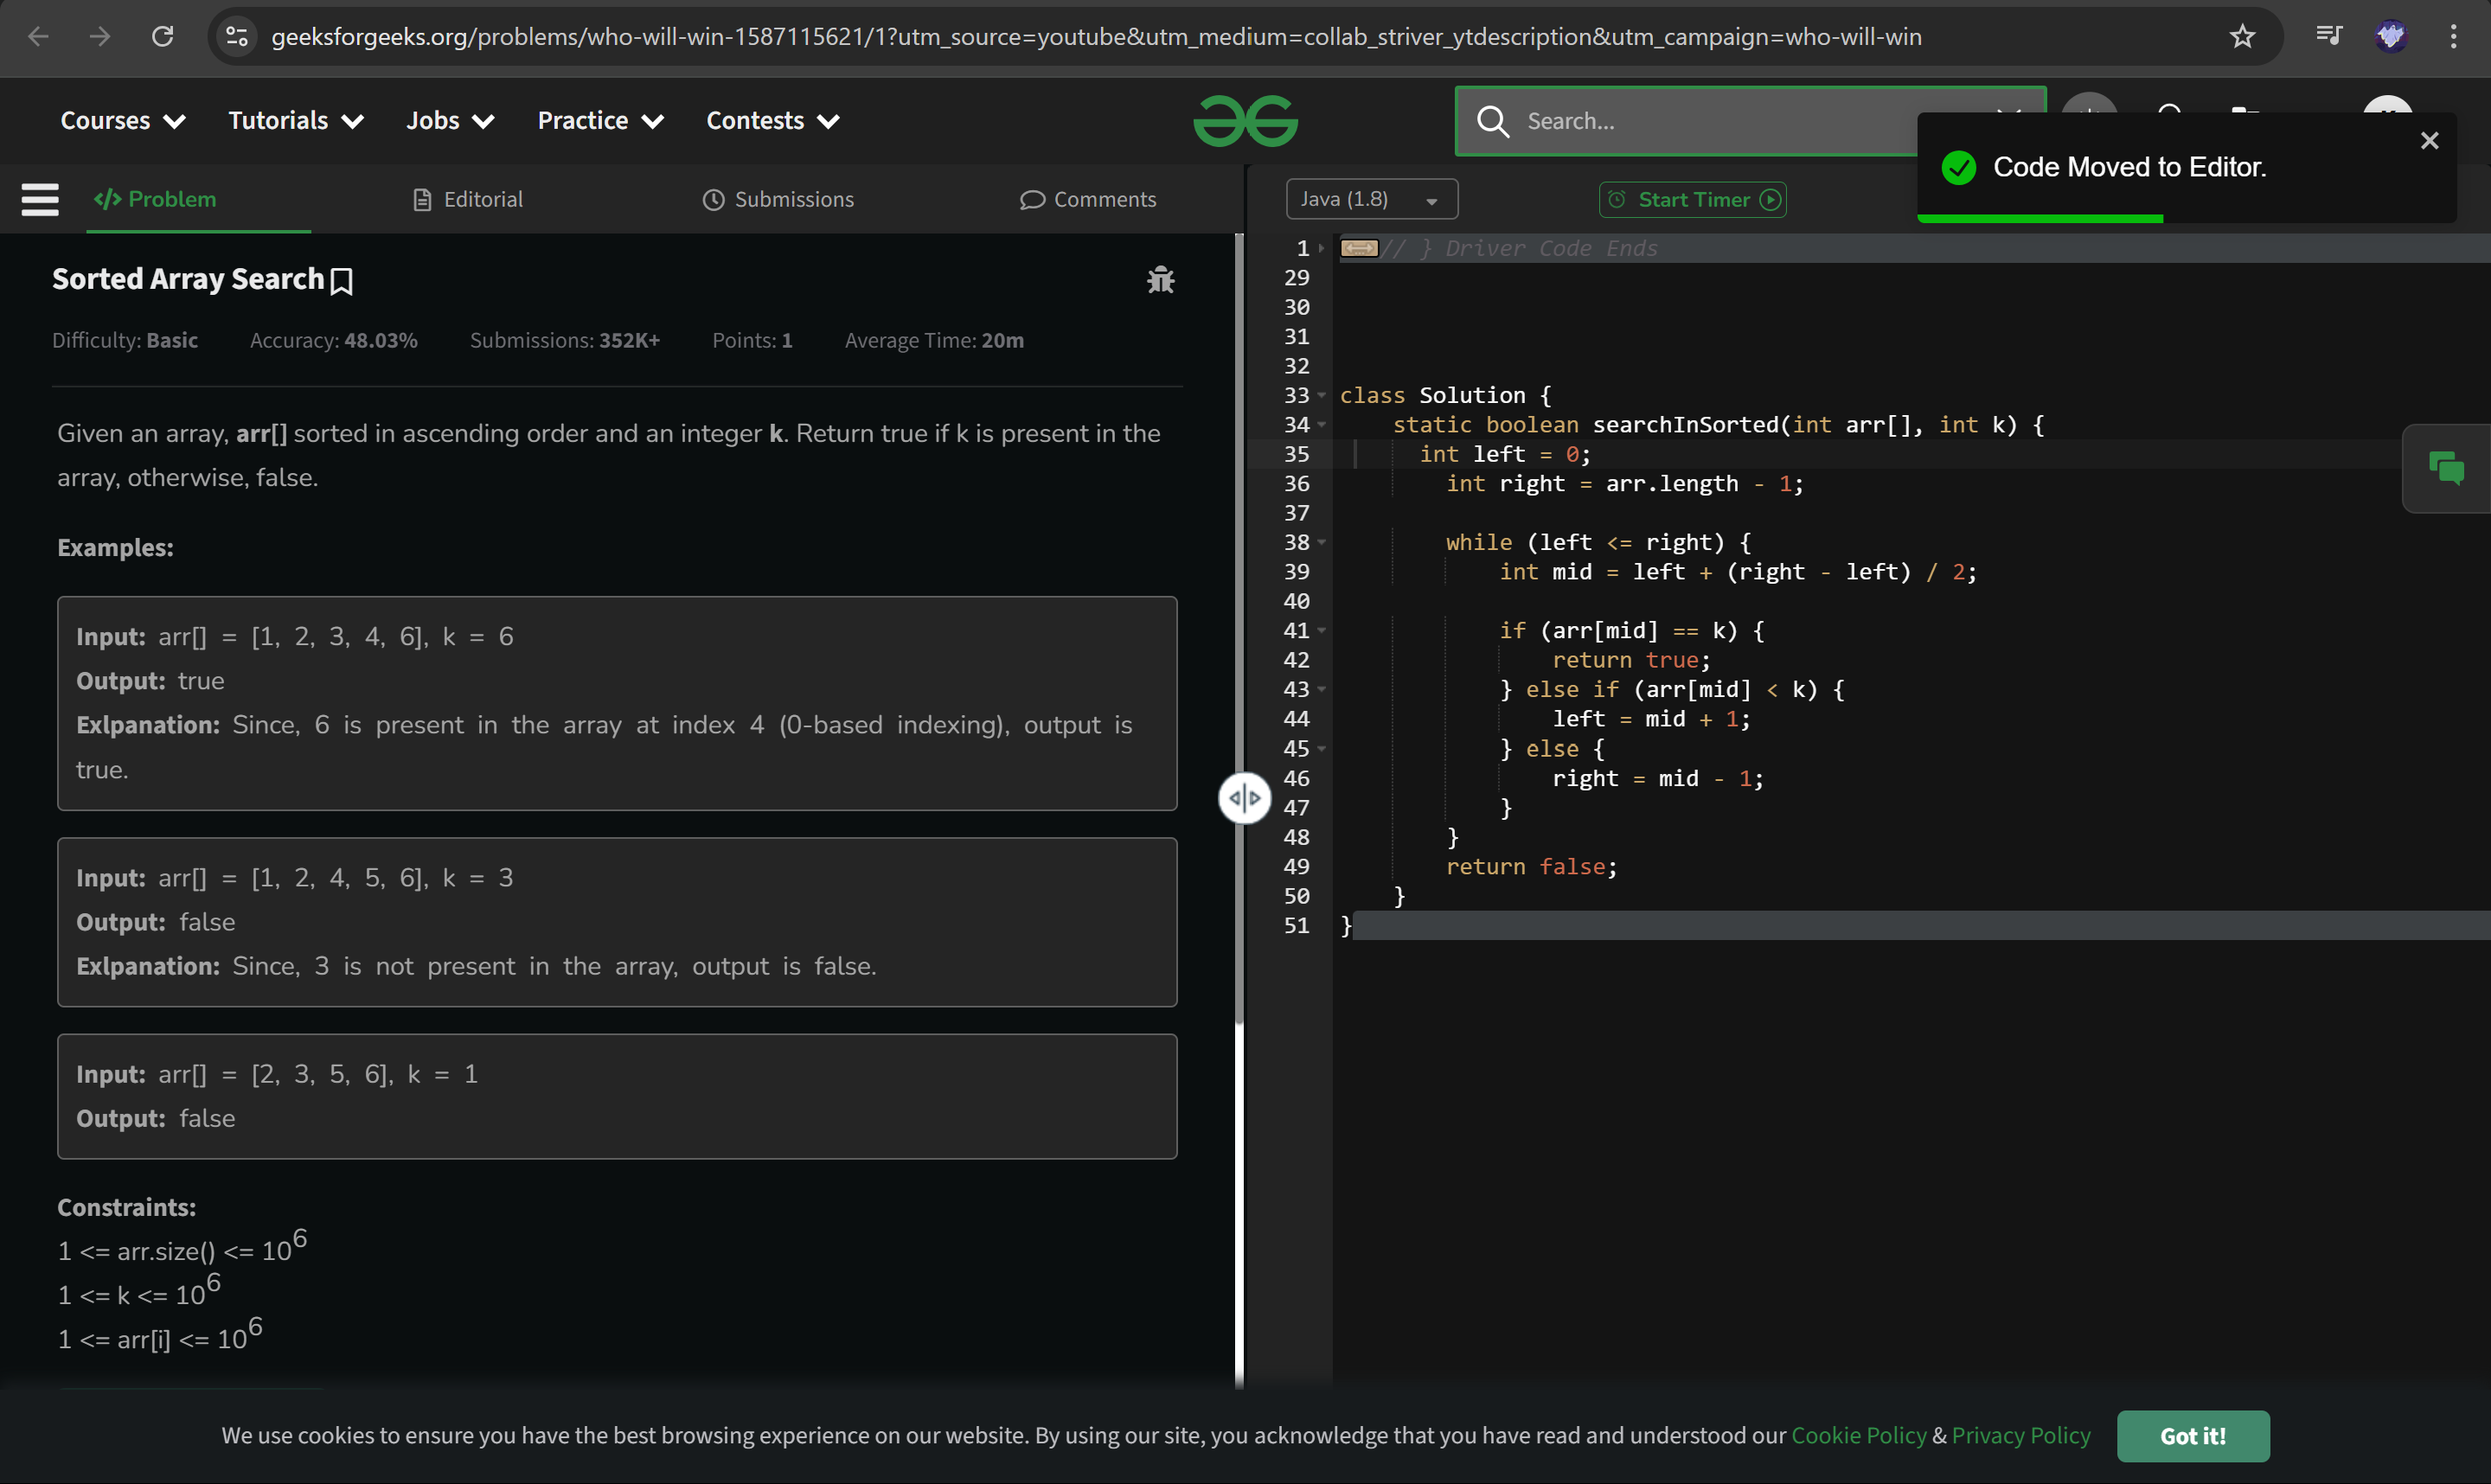 geeksforgeeks.org/problems/who-will-win-1587115621/1?utm_source=youtube&utm_medium=collab_striver_ytdescription&utm_campaign=who-will-win
Courses
Tutorials
Jobs
Practice
Contests
Search...
Code Moved to Editor.
Problem
Editorial
Submissions
Comments
Java (1.8)
Start Timer
Sorted Array Search
Difficulty: Basic
Accuracy: 48.03%
Submissions: 352K+
Points: 1
Average Time: 20m
Given an array, arr[] sorted in ascending order and an integer k. Return true if k is present in the
array, otherwise, false.
Examples:
Input: arr[] = [1, 2, 3, 4, 6], k = 6
Output: true
Exlpanation: Since, 6 is present in the array at index 4 (0-based indexing), output is
true.
Input: arr[] = [1, 2, 4, 5, 6], k = 3
Output: false
Exlpanation: Since, 3 is not present in the array, output is false.
Input: arr[] = [2, 3, 5, 6], k = 1
Output: false
Constraints:
1 <= arr.size() <= 10^6
1 <= k <= 10^6
1 <= arr[i] <= 10^6
1 // } Driver Code Ends
29
30
31
32
33 class Solution {
34 static boolean searchInSorted(int arr[], int k) {
35 int left = 0;
36 int right = arr.length - 1;
37
38 while (left <= right) {
39 int mid = left + (right - left) / 2;
40
41 if (arr[mid] == k) {
42 return true;
43 } else if (arr[mid] < k) {
44 left = mid + 1;
45 } else {
46 right = mid - 1;
47 }
48 }
49 return false;
50 }
51 }
We use cookies to ensure you have the best browsing experience on our website. By using our site, you acknowledge that you have read and understood our Cookie Policy & Privacy Policy
Got it!